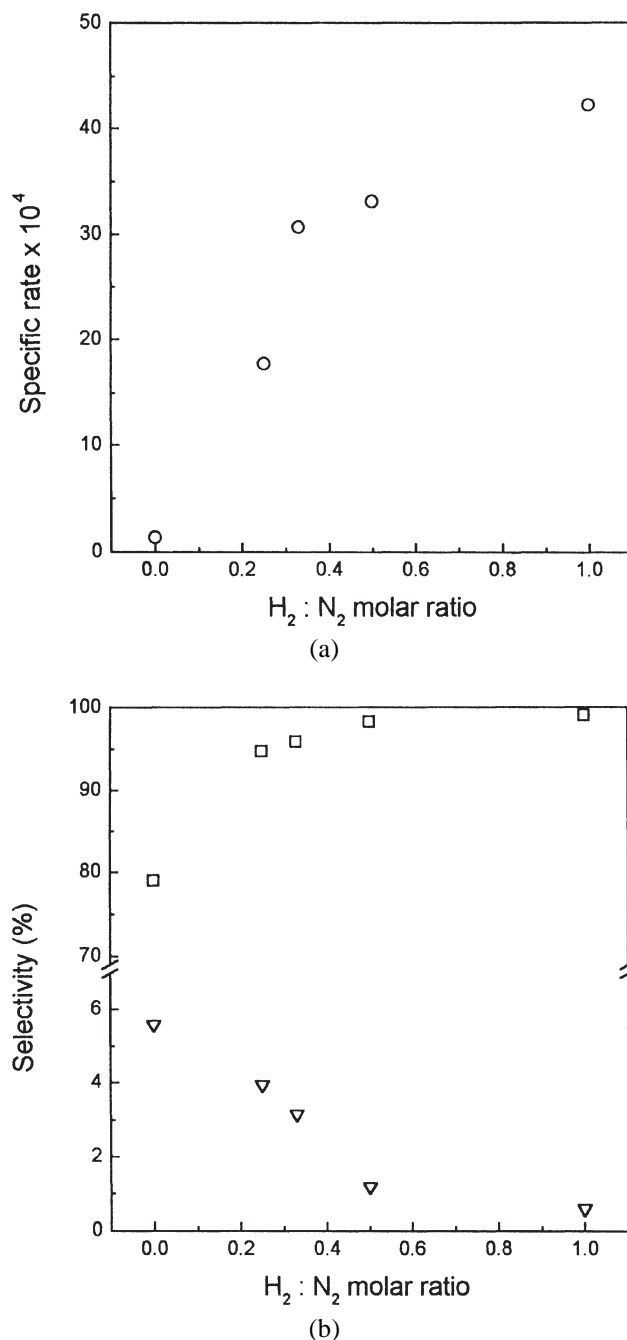 50
40
30
20
10
0
Specific rate x 10⁴
0.0 0.2 0.4 0.6 0.8 1.0
H₂ : N₂ molar ratio
(a)
100
90
80
70
6
4
2
0
Selectivity (%)
0.0 0.2 0.4 0.6 0.8 1.0
H₂ : N₂ molar ratio
(b)